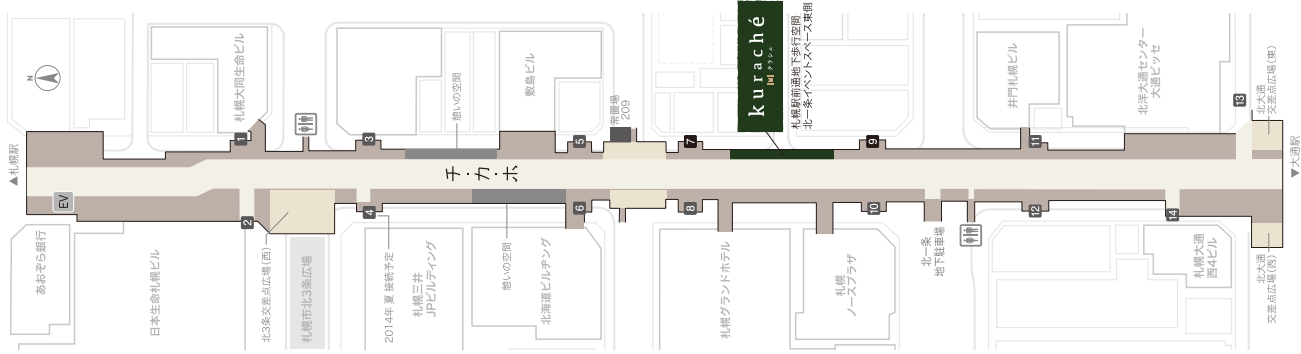 N
▲札幌駅
EV
1
札幌大同生命ビル
3
憩いの空間
敷島ビル
5
常置場
209
7
kuraché
クラシェ
札幌駅前通地下歩行空間
北一条イベントスペース東側
9
井門札幌ビル
11
北洋大通センター
大通ビッセ
13
北大通
交差点広場(東)
チ・カ・ホ
▼大通駅
あおぞら銀行
日本生命札幌ビル
2
北3条交差点広場(西)
札幌市北3条広場
4
2014年 夏 接続予定
札幌三井
JPビルディング
憩いの空間
北海道ビルヂング
6
8
札幌グランドホテル
札幌
ノースプラザ
10
北一条
地下駐車場
12
14
札幌大通
西4ビル
北大通
交差点広場(西)